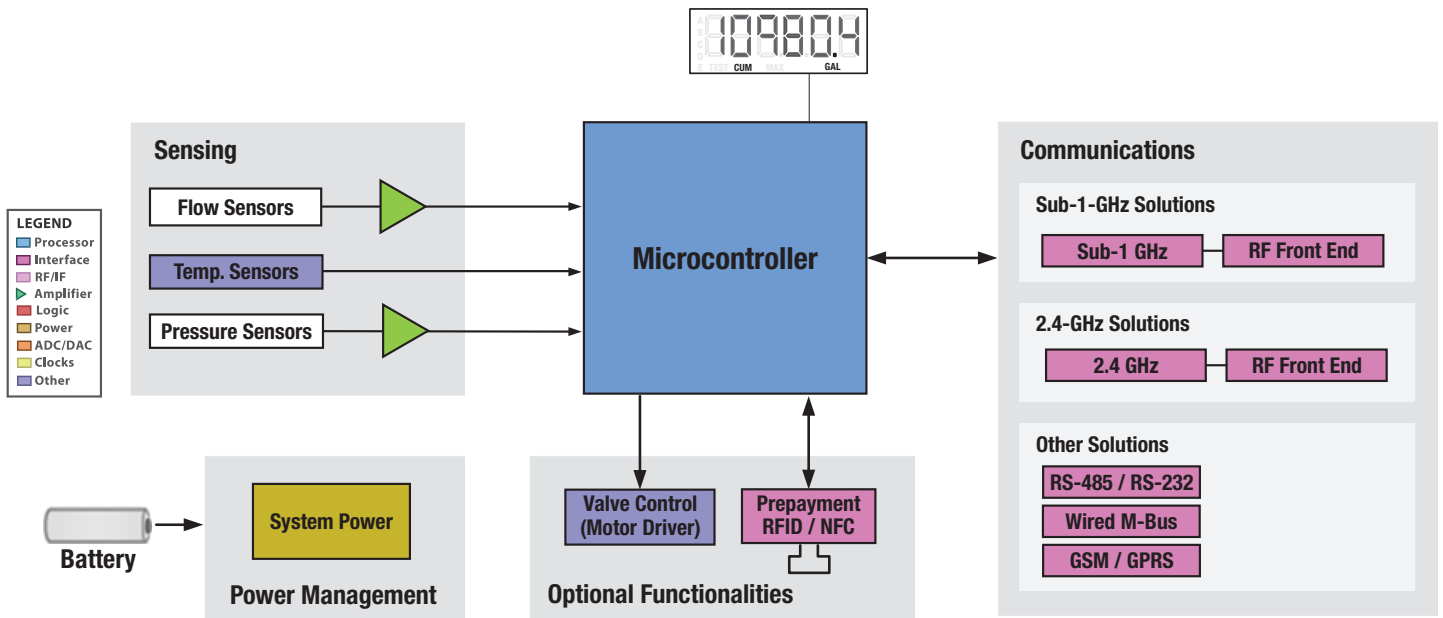 10980.4
A
B
C
D
E TEST CUM MAX GAL
Sensing
Flow Sensors
Temp. Sensors
Pressure Sensors
LEGEND
Processor
Interface
RF/IF
Amplifier
Logic
Power
ADC/DAC
Clocks
Other
Microcontroller
Communications
Sub-1-GHz Solutions
Sub-1 GHz
RF Front End
2.4-GHz Solutions
2.4 GHz
RF Front End
Other Solutions
RS-485 / RS-232
Wired M-Bus
GSM / GPRS
Battery
System Power
Power Management
Valve Control
(Motor Driver)
Prepayment
RFID / NFC
Optional Functionalities